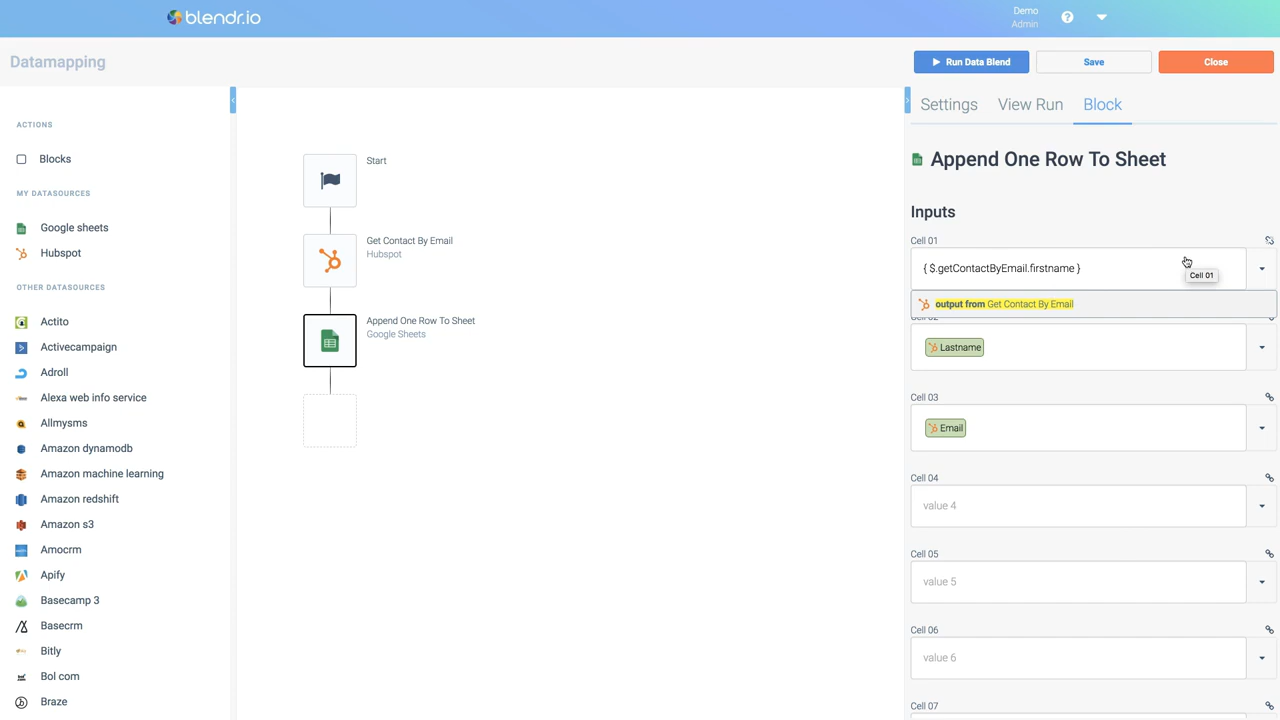 blendr.io
Demo
Admin
Datamapping
Run Data Blend
Save
Close
ACTIONS
Blocks
MY DATASOURCES
Google sheets
Hubspot
OTHER DATASOURCES
Actito
Activecampaign
Adroll
Alexa web info service
Allmysms
Amazon dynamodb
Amazon machine learning
Amazon redshift
Amazon s3
Amocrm
Apify
Basecamp 3
Basecrm
Bitly
Bol com
Braze
Start
Get Contact By Email
Hubspot
Append One Row To Sheet
Google Sheets
Settings
View Run
Block
Append One Row To Sheet
Inputs
Cell 01
{ $.getContactByEmail.firstname }
Cell 01
output from Get Contact By Email
Cell 02
Lastname
Cell 03
Email
Cell 04
value 4
Cell 05
value 5
Cell 06
value 6
Cell 07